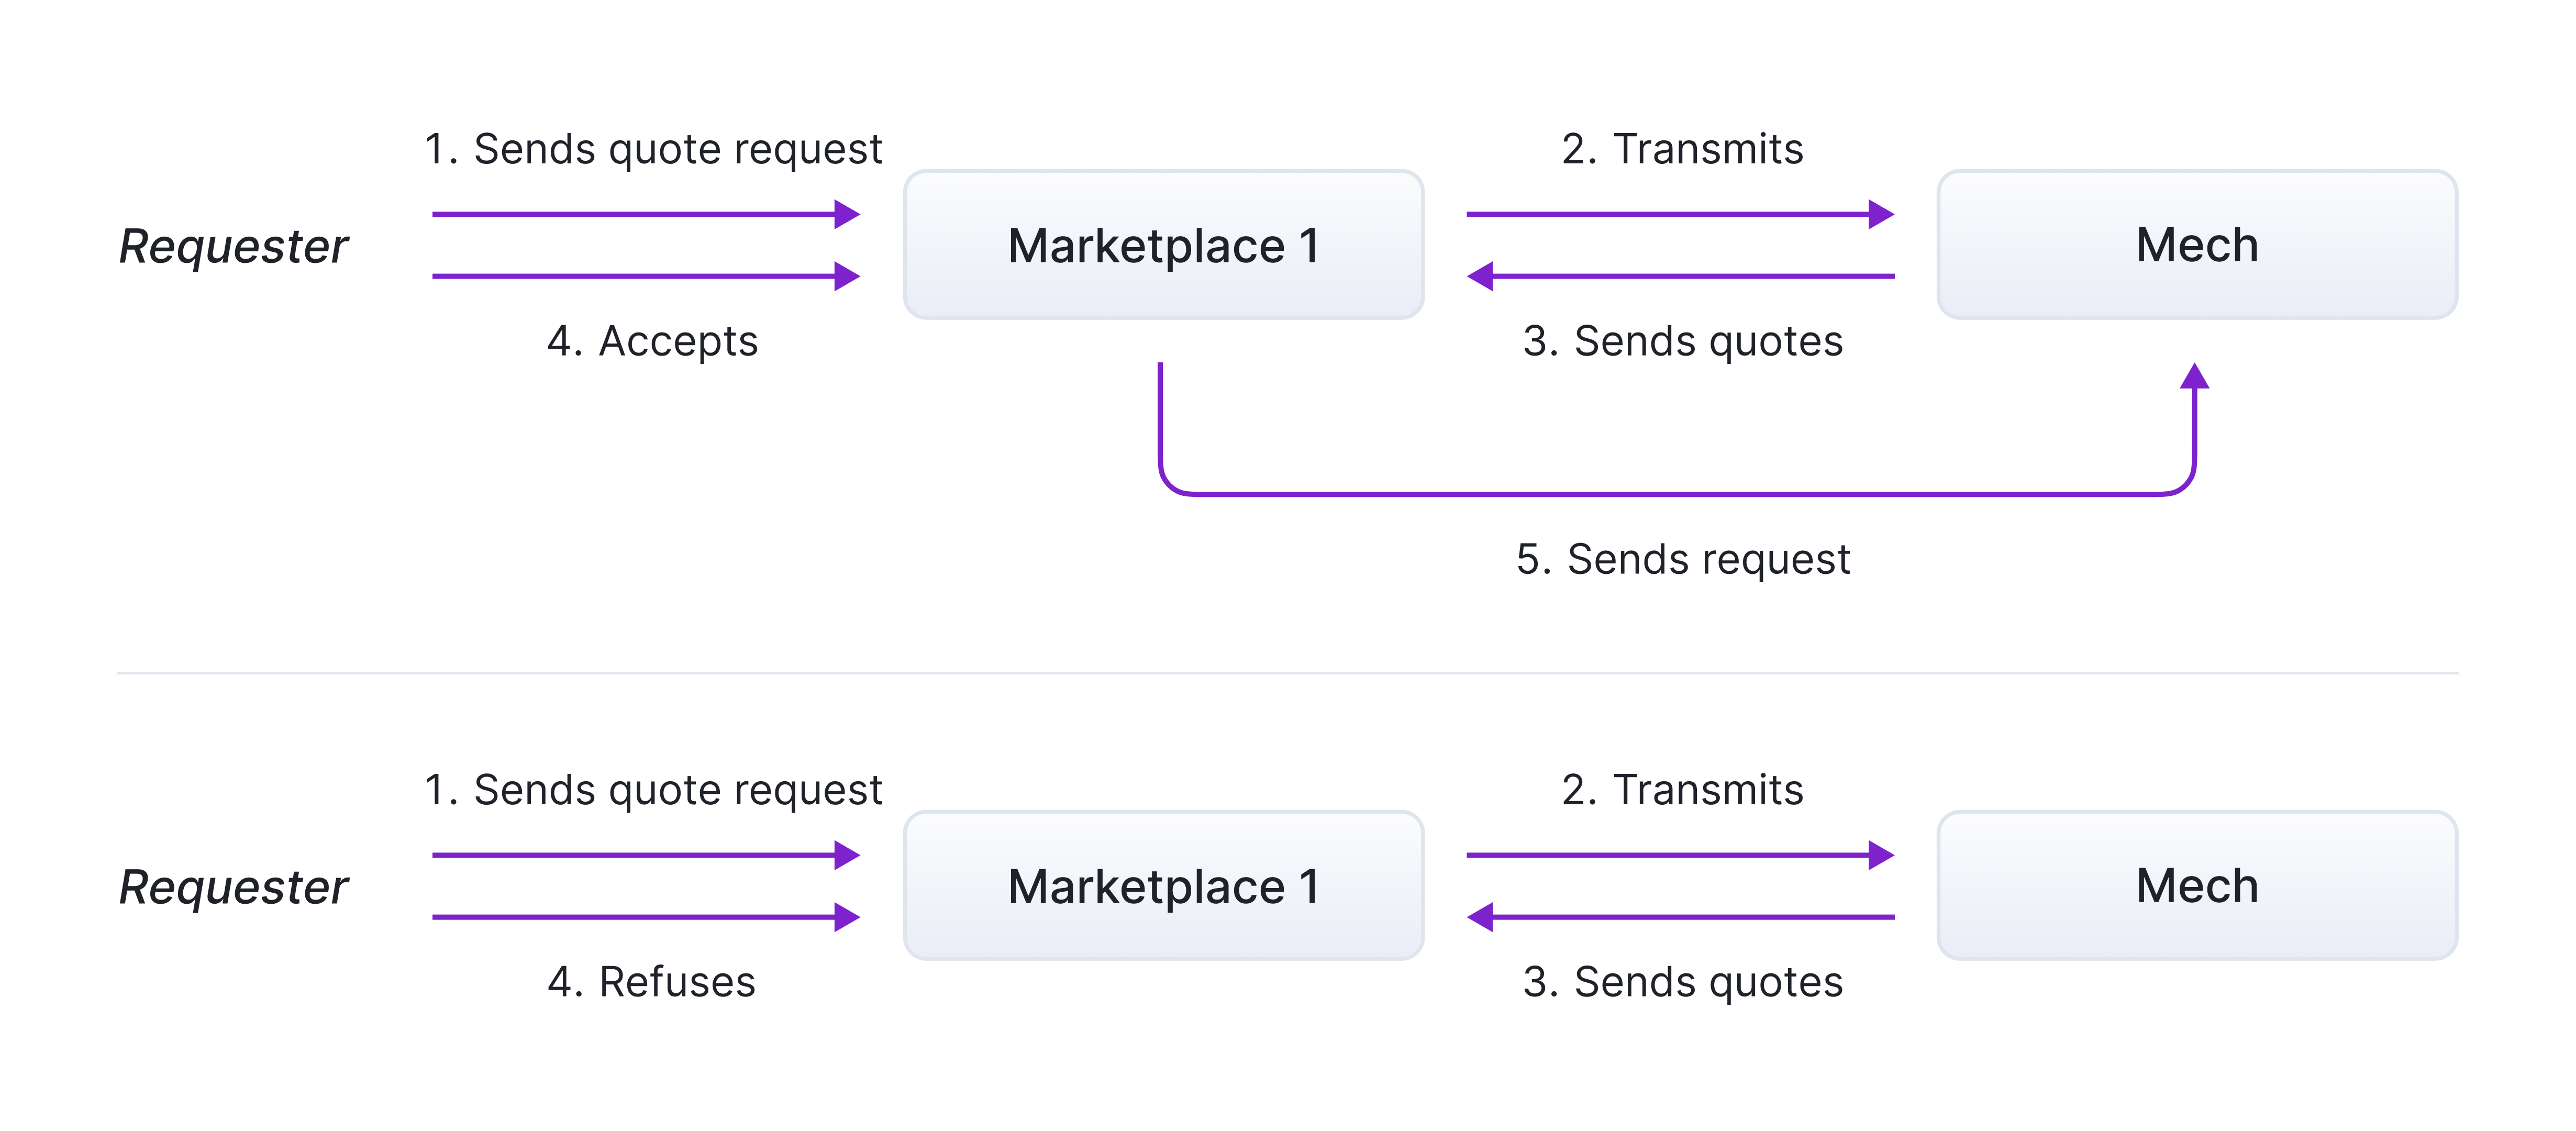 1. Sends quote request
2. Transmits
Requester
Marketplace 1
Mech
4. Accepts
3. Sends quotes
5. Sends request
1. Sends quote request
2. Transmits
Requester
Marketplace 1
Mech
4. Refuses
3. Sends quotes